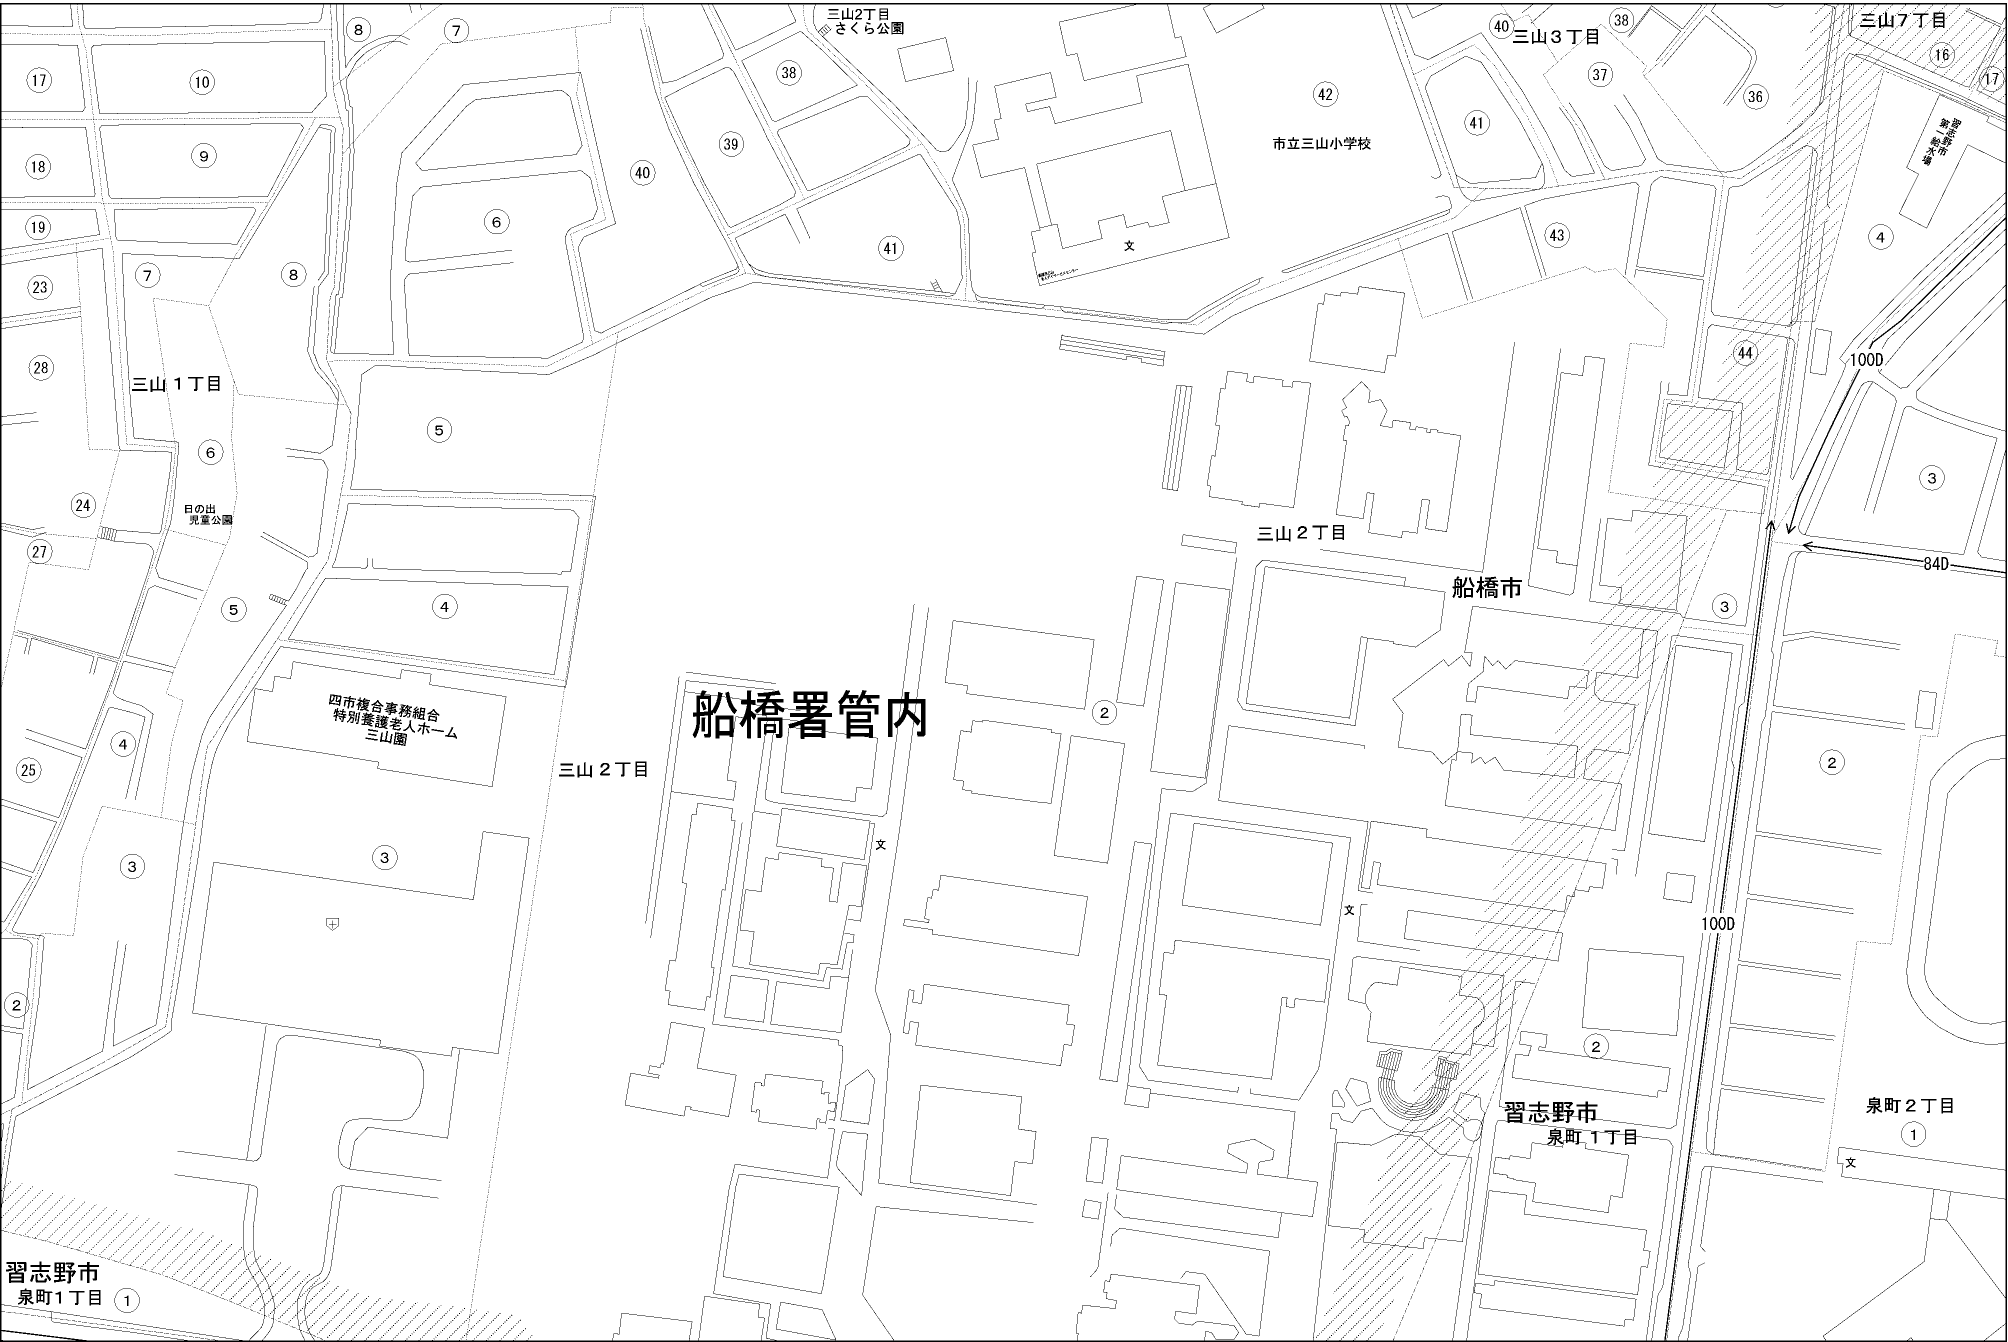 三山2丁目
さくら公園
三山3丁目
三山7丁目
8
7
40
38
16
17
17
10
38
42
37
36
41
習志野市
第一給水場
市立三山小学校
39
18
9
40
19
6
41
43
4
文
7
8
23
28
44
100D
三山1丁目
5
6
3
24
日の出
児童公園
27
三山2丁目
84D
船橋市
5
4
3
四市複合事務組合
特別養護老人ホーム
三山園
船橋署管内
2
4
25
三山2丁目
2
3
3
文
文
100D
2
2
習志野市
泉町1丁目
泉町2丁目
1
文
習志野市
泉町1丁目
1